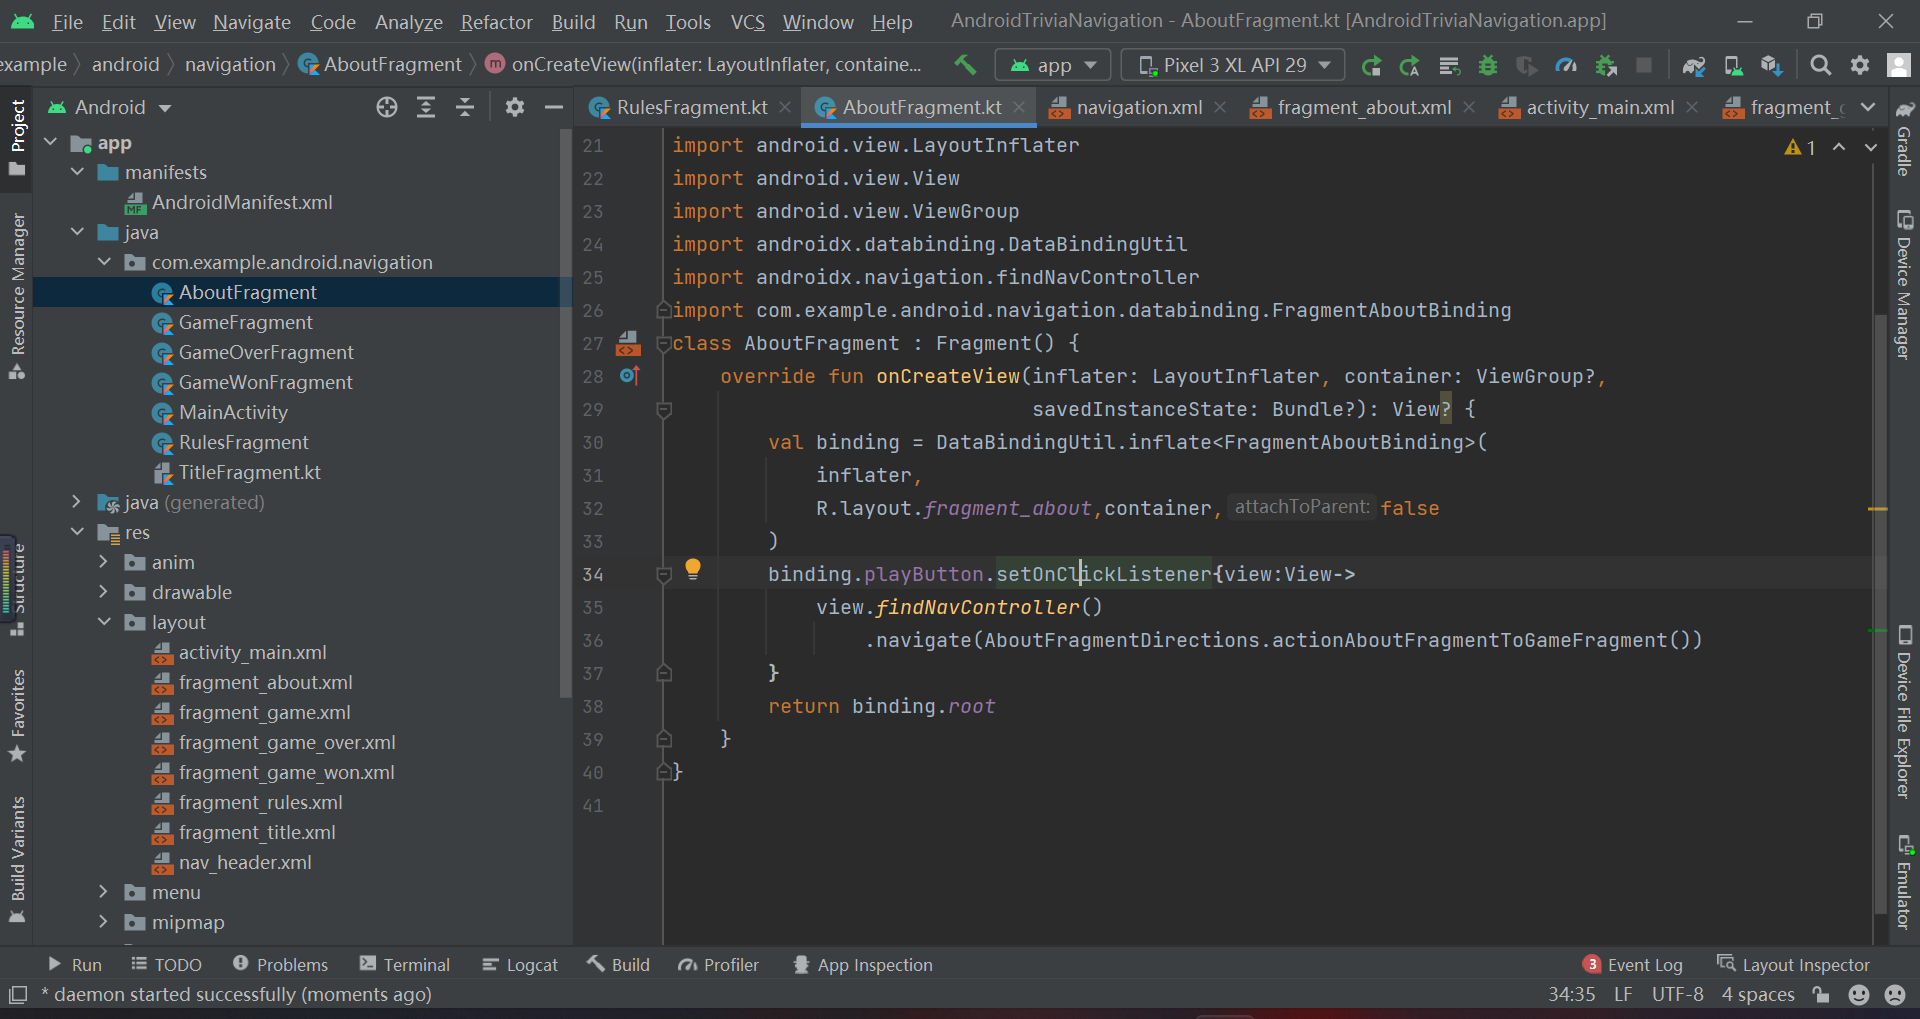 File Edit View Navigate Code Analyze Refactor Build Run Tools VCS Window Help AndroidTriviaNavigation - AboutFragment.kt [AndroidTriviaNavigation.app]
example android navigation AboutFragment m onCreateView(inflater: LayoutInflater, containe... app Pixel 3 XL API 29
Project
Resource Manager
Structure
Favorites
Build Variants
Android
app
manifests
MF AndroidManifest.xml
java
com.example.android.navigation
AboutFragment
GameFragment
GameOverFragment
GameWonFragment
MainActivity
RulesFragment
TitleFragment.kt
java (generated)
res
anim
drawable
layout
activity_main.xml
fragment_about.xml
fragment_game.xml
fragment_game_over.xml
fragment_game_won.xml
fragment_rules.xml
fragment_title.xml
nav_header.xml
menu
mipmap
RulesFragment.kt AboutFragment.kt navigation.xml fragment_about.xml activity_main.xml fragment_g
1
21 import android.view.LayoutInflater
22 import android.view.View
23 import android.view.ViewGroup
24 import androidx.databinding.DataBindingUtil
25 import androidx.navigation.findNavController
26 import com.example.android.navigation.databinding.FragmentAboutBinding
27 class AboutFragment : Fragment() {
28 override fun onCreateView(inflater: LayoutInflater, container: ViewGroup?,
29 savedInstanceState: Bundle?): View? {
30 val binding = DataBindingUtil.inflate<FragmentAboutBinding>(
31 inflater,
32 R.layout.fragment_about,container, attachToParent: false
33 )
34 binding.playButton.setOnClickListener{view:View->
35 view.findNavController()
36 .navigate(AboutFragmentDirections.actionAboutFragmentToGameFragment())
37 }
38 return binding.root
39 }
40 }
41
Gradle
Device Manager
Device File Explorer
Emulator
Run TODO Problems Terminal Logcat Build Profiler App Inspection 3 Event Log Layout Inspector
* daemon started successfully (moments ago) 34:35 LF UTF-8 4 spaces